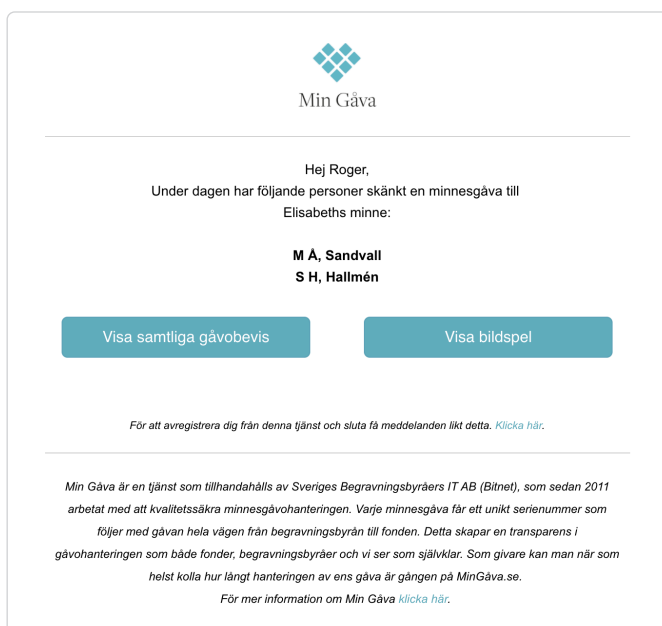 Min Gåva
Hej Roger,
Under dagen har följande personer skänkt en minnesgåva till
Elisabeths minne:
M Å, Sandvall
S H, Hallmén
Visa samtliga gåvobevis
Visa bildspel
För att avregistrera dig från denna tjänst och sluta få meddelanden likt detta. Klicka här.
Min Gåva är en tjänst som tillhandahålls av Sveriges Begravningsbyråers IT AB (Bitnet), som sedan 2011
arbetat med att kvalitetssäkra minnesgåvohanteringen. Varje minnesgåva får ett unikt serienummer som
följer med gåvan hela vägen från begravningsbyrån till fonden. Detta skapar en transparens i
gåvohanteringen som både fonder, begravningsbyråer och vi ser som självklar. Som givare kan man när som
helst kolla hur långt hanteringen av ens gåva är gången på MinGåva.se.
För mer information om Min Gåva klicka här.